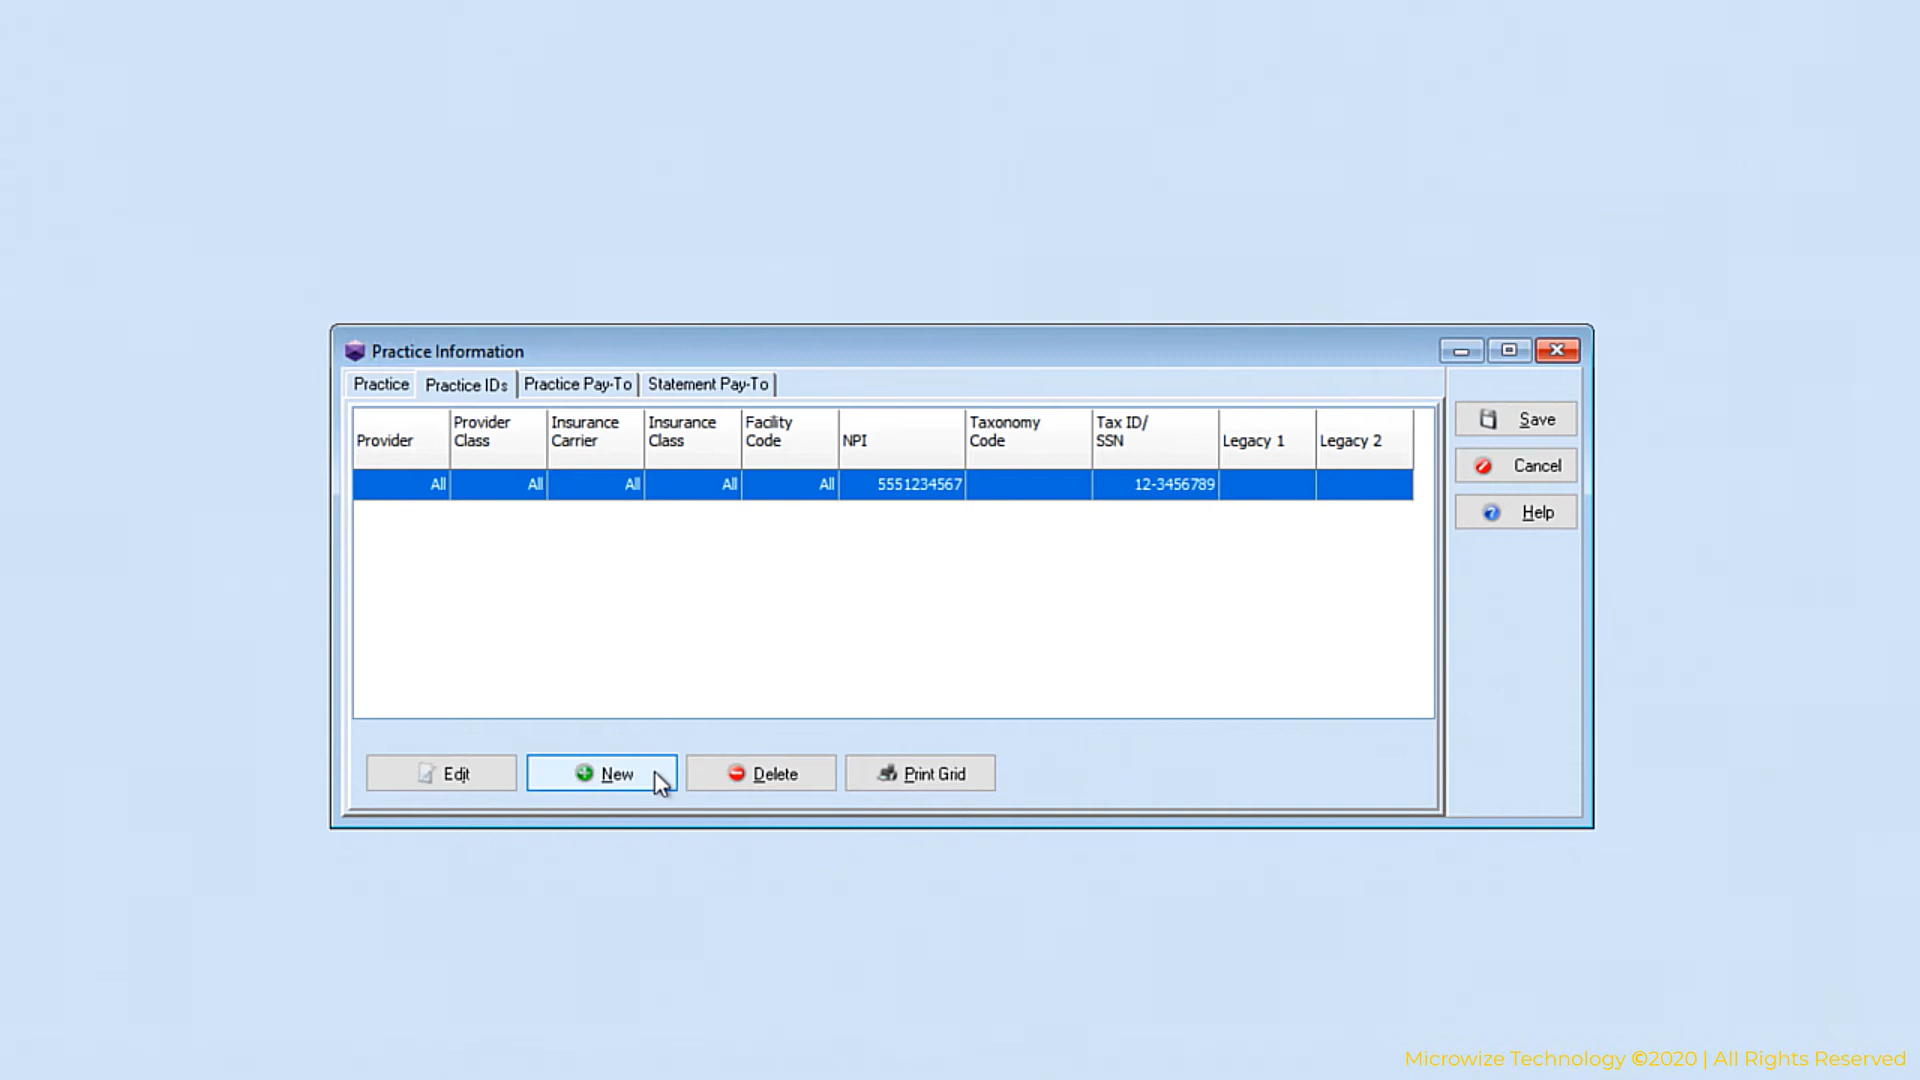 Practice Information
Practice Practice IDs Practice Pay-To Statement Pay-To
Provider Provider Class Insurance Carrier Insurance Class Facility Code NPI Taxonomy Code Tax ID/ SSN Legacy 1 Legacy 2
All All All All All 5551234567 12-3456789
Save
Cancel
Help
Edit New Delete Print Grid
Microwize Technology ©2020 | All Rights Reserved